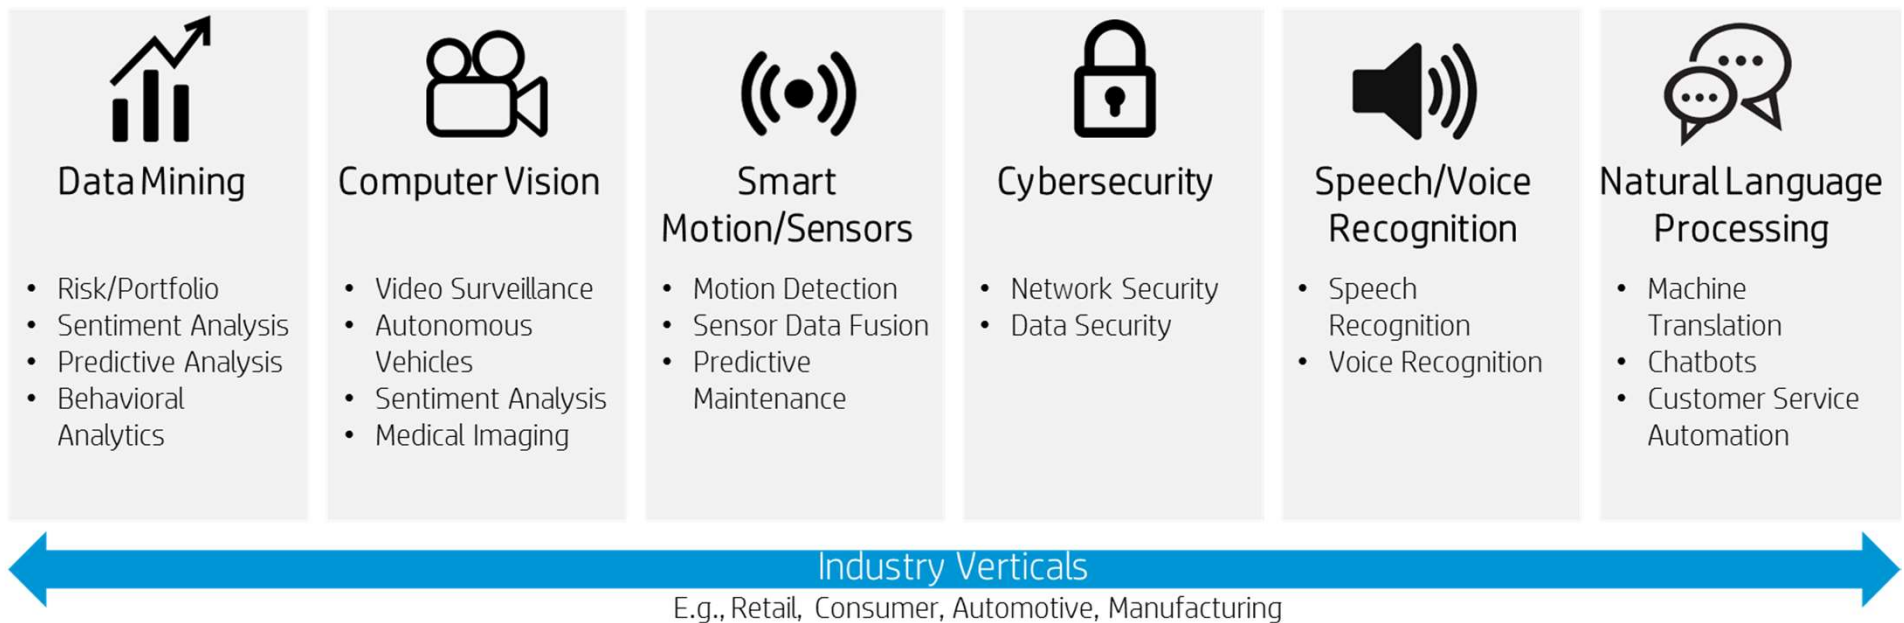 Data Mining
• Risk/Portfolio
• Sentiment Analysis
• Predictive Analysis
• Behavioral
Analytics
Computer Vision
• Video Surveillance
• Autonomous
Vehicles
• Sentiment Analysis
• Medical Imaging
Smart
Motion/Sensors
• Motion Detection
• Sensor Data Fusion
• Predictive
Maintenance
Cybersecurity
• Network Security
• Data Security
Speech/Voice
Recognition
• Speech
Recognition
• Voice Recognition
Natural Language
Processing
• Machine
Translation
• Chatbots
• Customer Service
Automation
Industry Verticals
E.g., Retail, Consumer, Automotive, Manufacturing